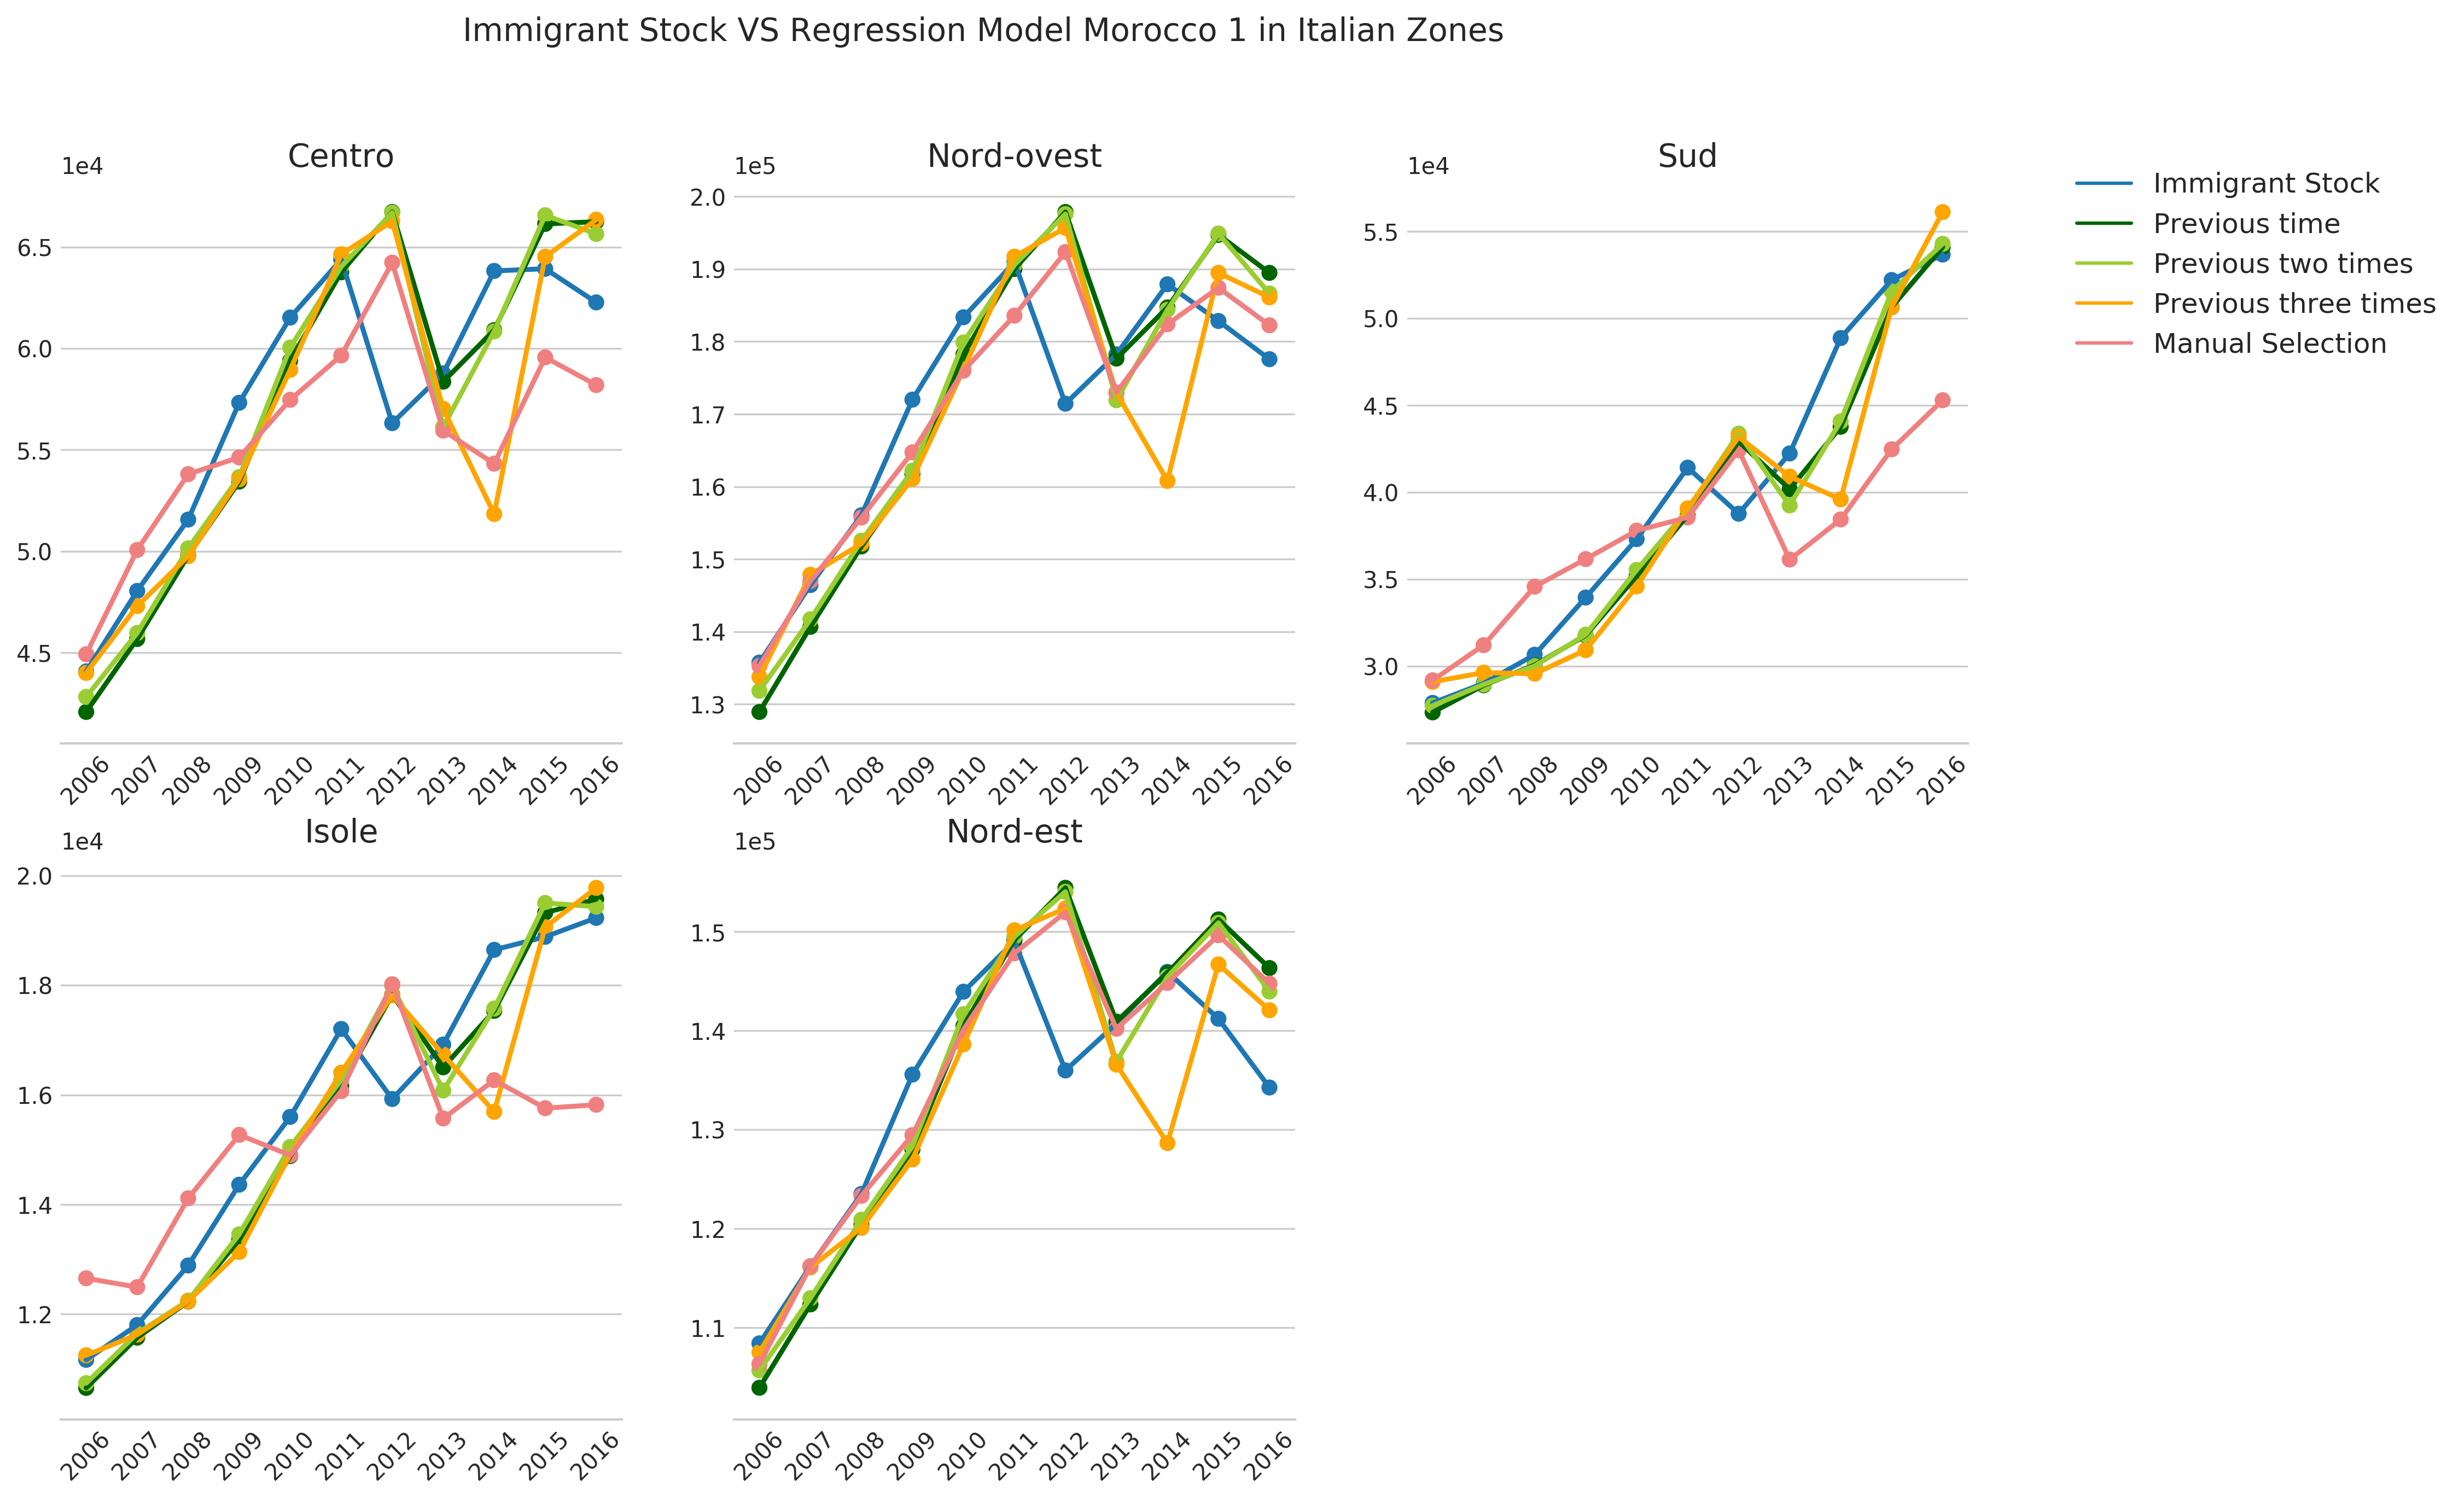 Immigrant Stock VS Regression Model Morocco 1 in Italian Zones
Centro
1e4
6.5
6.0
5.5
5.0
4.5
2006 2007 2008 2009 2010 2011 2012 2013 2014 2015 2016
Nord-ovest
1e5
2.0
1.9
1.8
1.7
1.6
1.5
1.4
1.3
2006 2007 2008 2009 2010 2011 2012 2013 2014 2015 2016
Sud
1e4
5.5
5.0
4.5
4.0
3.5
3.0
2006 2007 2008 2009 2010 2011 2012 2013 2014 2015 2016
Immigrant Stock
Previous time
Previous two times
Previous three times
Manual Selection
Isole
1e4
2.0
1.8
1.6
1.4
1.2
2006 2007 2008 2009 2010 2011 2012 2013 2014 2015 2016
Nord-est
1e5
1.5
1.4
1.3
1.2
1.1
2006 2007 2008 2009 2010 2011 2012 2013 2014 2015 2016